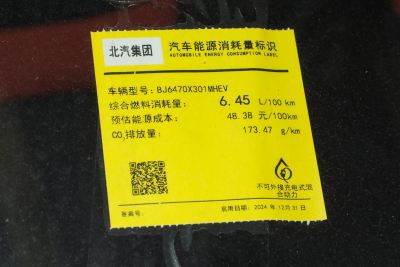 北汽集团
汽车能源消耗量标识
AUTOMOBILE ENERGY CONSUMPTION LABEL
车辆型号: BJ6470X301MHEV
综合燃料消耗量: 6.45 L/100 km
预估能源成本: 48.38 元/100km
CO₂排放量: 173.47 g/km
不可外接充电式混
合动力
备案号:
启用日期: 2024 年 12月 31 日